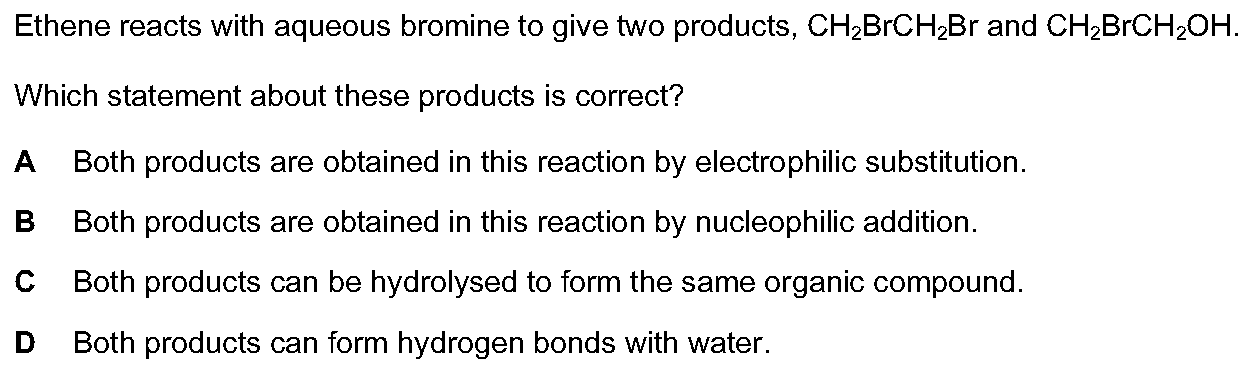 Ethene reacts with aqueous bromine to give two products, CH₂BrCH₂Br and CH₂BrCH₂OH.
Which statement about these products is correct?
A Both products are obtained in this reaction by electrophilic substitution.
B Both products are obtained in this reaction by nucleophilic addition.
C Both products can be hydrolysed to form the same organic compound.
D Both products can form hydrogen bonds with water.